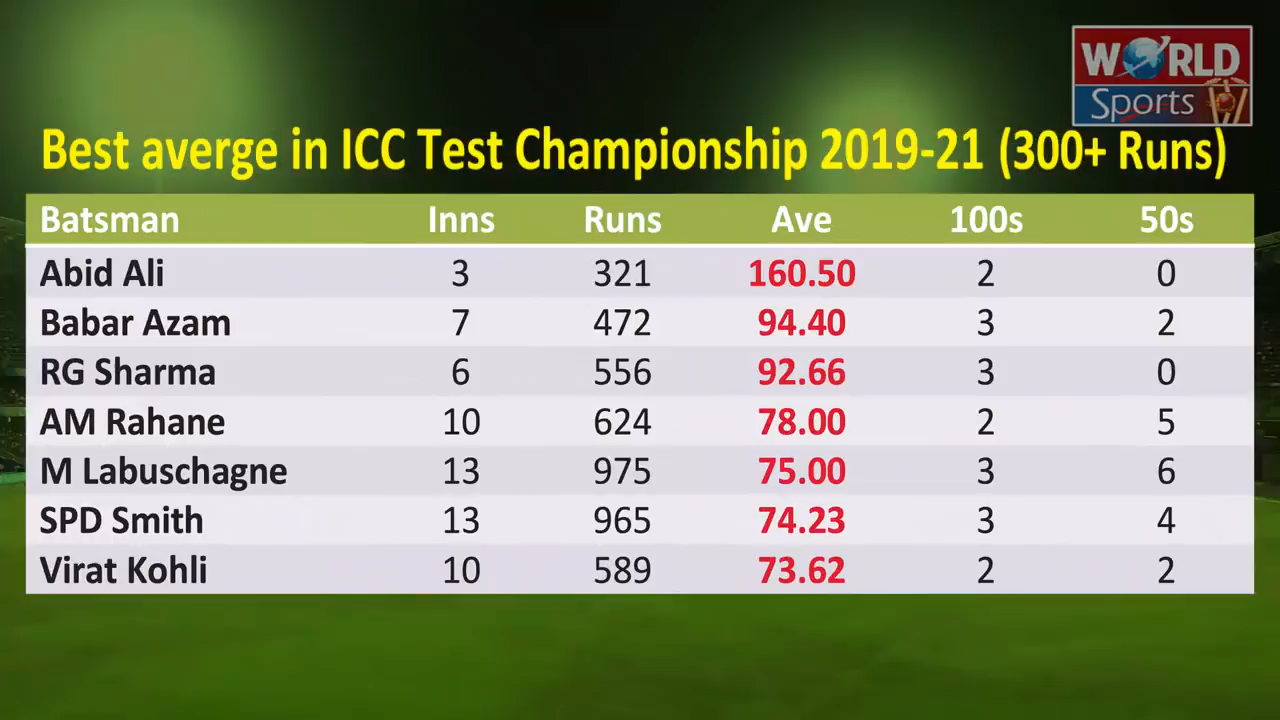 WORLD
Sports
Best averge in ICC Test Championship 2019-21 (300+ Runs)
Batsman Inns Runs Ave 100s 50s
Abid Ali 3 321 160.50 2 0
Babar Azam 7 472 94.40 3 2
RG Sharma 6 556 92.66 3 0
AM Rahane 10 624 78.00 2 5
M Labuschagne 13 975 75.00 3 6
SPD Smith 13 965 74.23 3 4
Virat Kohli 10 589 73.62 2 2